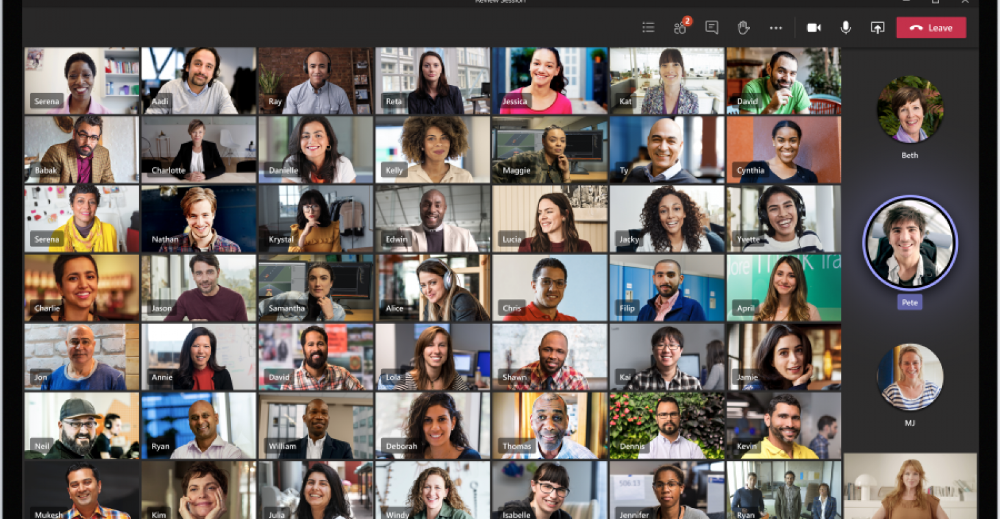 Review Session
2
Leave
Serena
Aadi
Ray
Reta
Jessica
Kat
David
Beth
Babak
Charlotte
Danielle
Kelly
Maggie
Ty
Cynthia
Serena
Nathan
Krystal
Edwin
Lucia
Jacky
Yvette
Pete
Charlie
Jason
Samantha
Alice
Chris
Filip
April
Jon
Annie
David
Lola
Shawn
Kai
Jamie
MJ
Neil
Ryan
William
Deborah
Thomas
Dennis
Kevin
Mukesh
Kim
Julia
Windy
Isabelle
506:13
Jennifer
Ryan